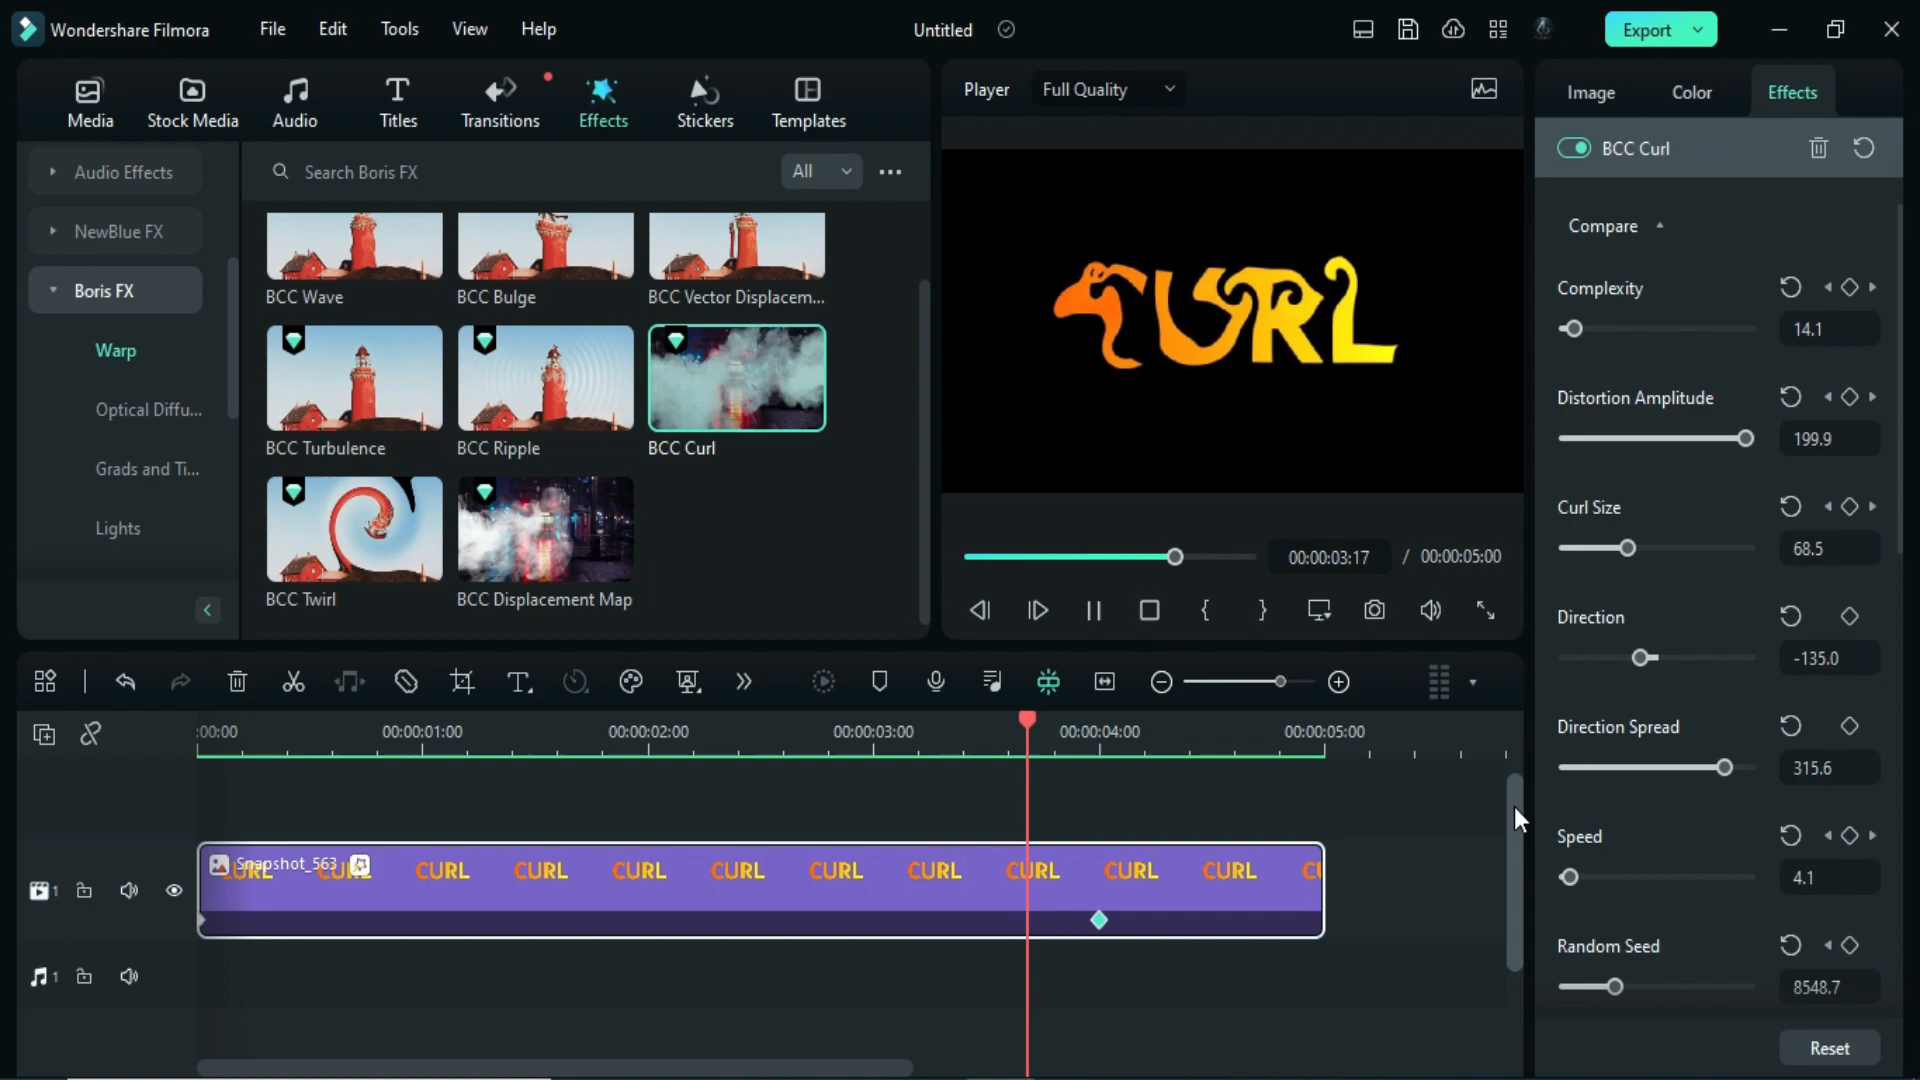 Wondershare Filmora
File
Edit
Tools
View
Help
Untitled
Export
Media
Stock Media
Audio
Titles
Transitions
Effects
Stickers
Templates
Player
Full Quality
Image
Color
Effects
Audio Effects
NewBlue FX
Boris FX
Warp
Optical Diffu...
Grads and Ti...
Lights
Search Boris FX
All
BCC Wave
BCC Bulge
BCC Vector Displacem...
BCC Turbulence
BCC Ripple
BCC Curl
BCC Twirl
BCC Displacement Map
CURL
00:00:03:17 / 00:00:05:00
BCC Curl
Compare
Complexity
14.1
Distortion Amplitude
199.9
Curl Size
68.5
Direction
-135.0
Direction Spread
315.6
Speed
4.1
Random Seed
8548.7
Reset
:00:00
00:00:01:00
00:00:02:00
00:00:03:00
00:00:04:00
00:00:05:00
Snapshot_563
CURL CURL CURL CURL CURL CURL CURL CURL CURL
1
1